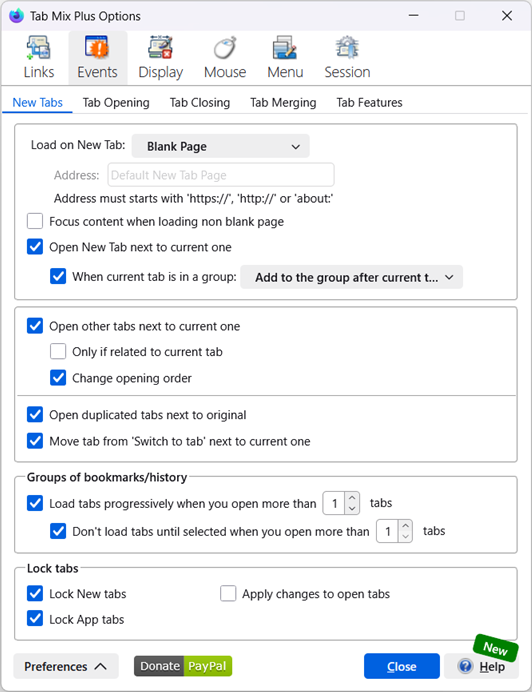 Tab Mix Plus Options
Links Events Display Mouse Menu Session
New Tabs Tab Opening Tab Closing Tab Merging Tab Features
Load on New Tab: Blank Page
Address: Default New Tab Page
Address must starts with 'https://', 'http://' or 'about:'
Focus content when loading non blank page
Open New Tab next to current one
When current tab is in a group: Add to the group after current t...
Open other tabs next to current one
Only if related to current tab
Change opening order
Open duplicated tabs next to original
Move tab from 'Switch to tab' next to current one
Groups of bookmarks/history
Load tabs progressively when you open more than 1 tabs
Don't load tabs until selected when you open more than 1 tabs
Lock tabs
Lock New tabs Apply changes to open tabs
Lock App tabs
New
Preferences Donate PayPal Close Help